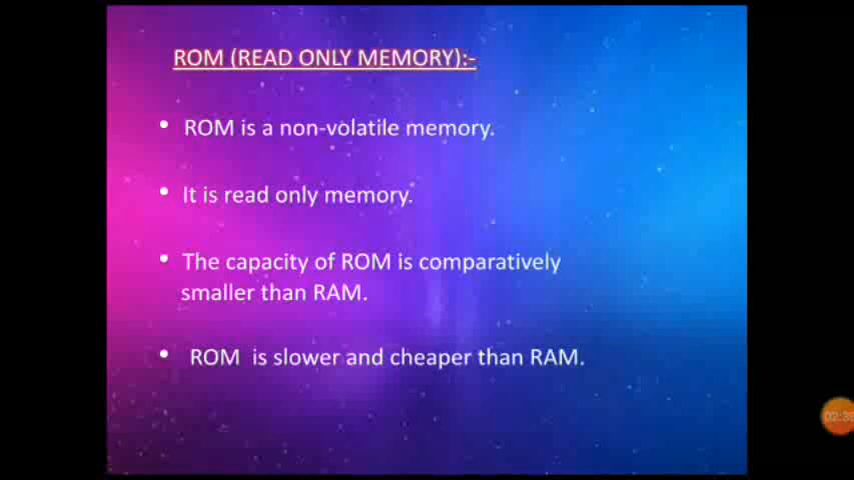 ROM (READ ONLY MEMORY):-
• ROM is a non-volatile memory.
• It is read only memory.
• The capacity of ROM is comparatively
smaller than RAM.
• ROM is slower and cheaper than RAM.